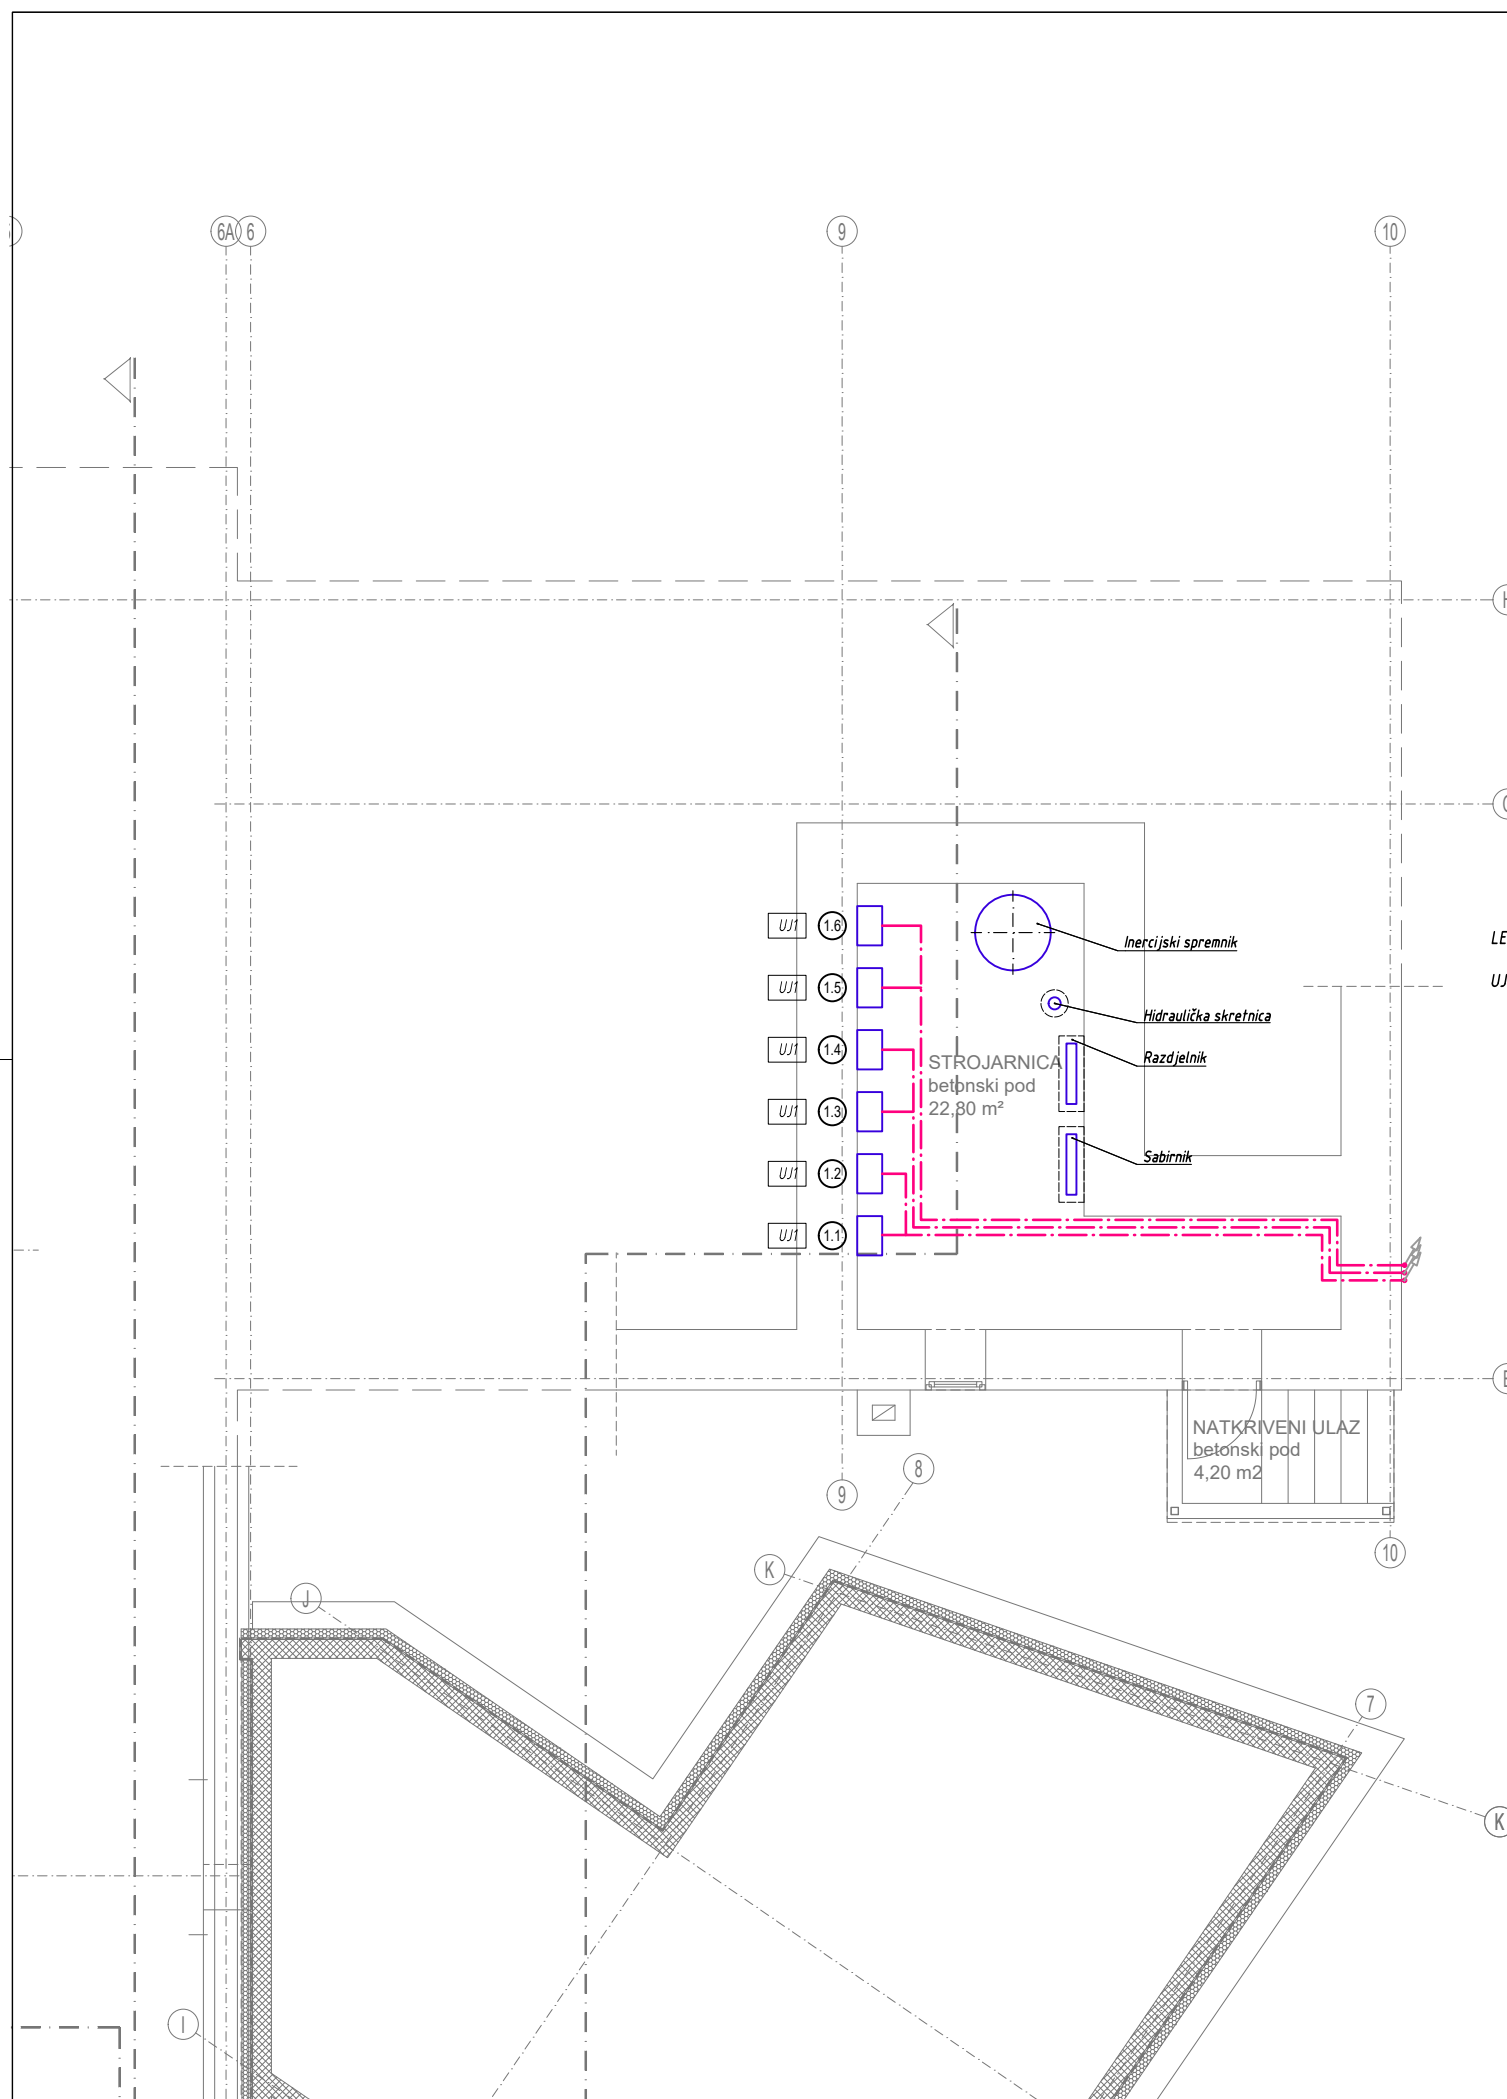 6A
6
9
10
H
UJ1 1.6
Inercijski spremnik
LE
UJ1 1.5
UJ
Hidraulička skretnica
UJ1 1.4
Razdjelnik
STROJARNICA
betonski pod
22,80 m²
UJ1 1.3
UJ1 1.2
Sabirnik
UJ1 1.1
NATKRIVENI ULAZ
betonski pod
4,20 m2
8
9
10
K
J
7
K
I